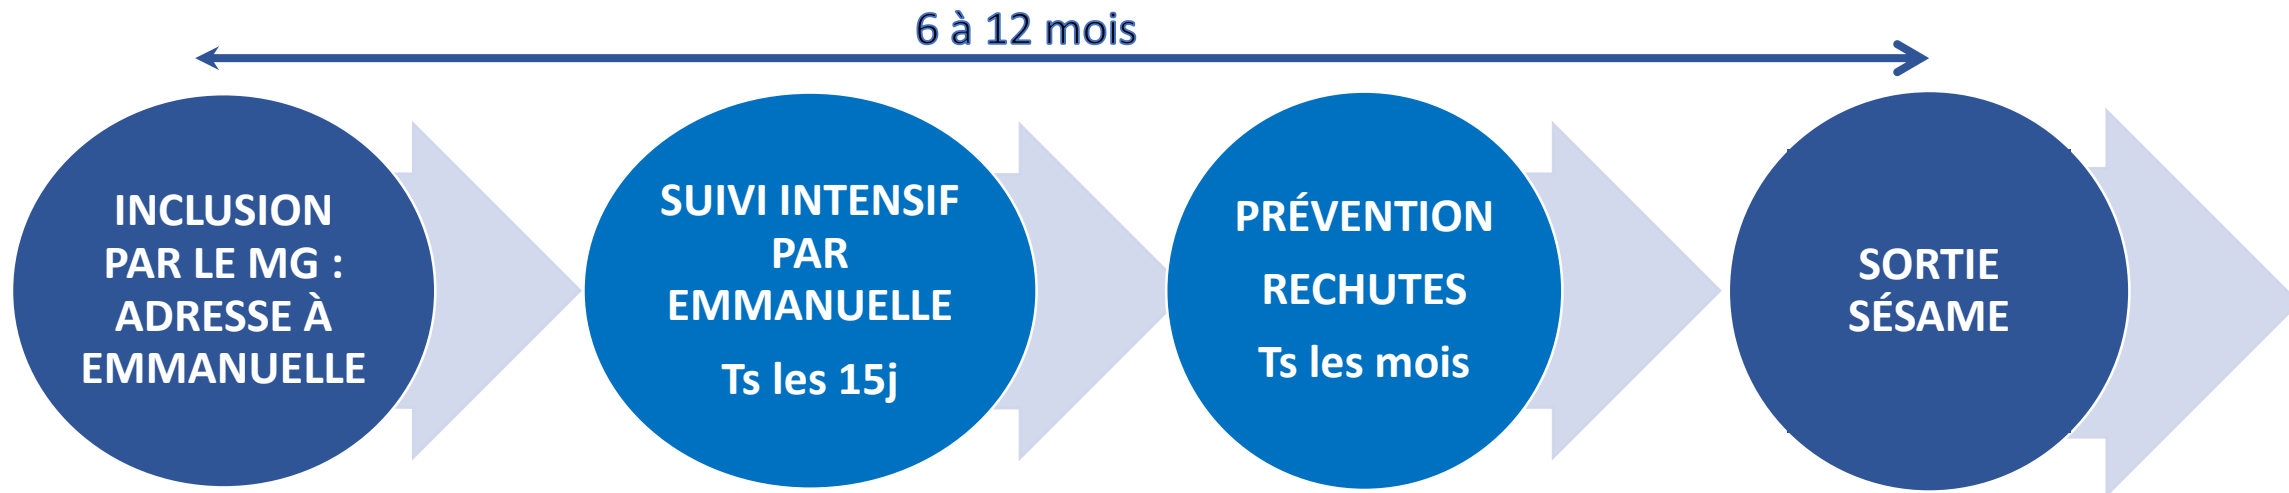 6 à 12 mois
INCLUSION
PAR LE MG :
ADRESSE À
EMMANUELLE
SUIVI INTENSIF
PAR
EMMANUELLE
Ts les 15j
PRÉVENTION
RECHUTES
Ts les mois
SORTIE
SÉSAME